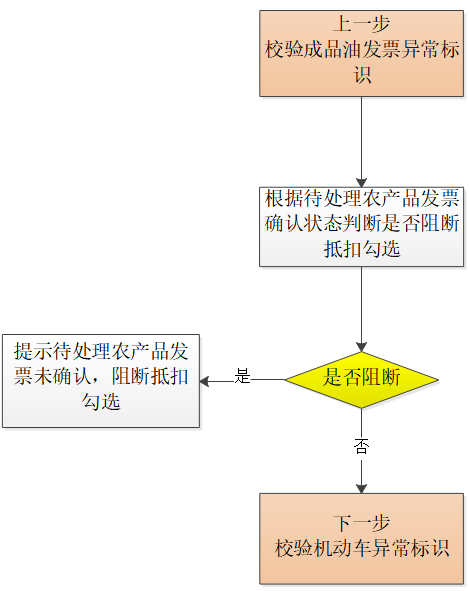 上一步
校验成品油发票异常标
识
根据待处理农产品发票
确认状态判断是否阻断
抵扣勾选
提示待处理农产品发
票未确认，阻断抵扣
勾选
是
是否阻断
否
下一步
校验机动车异常标识